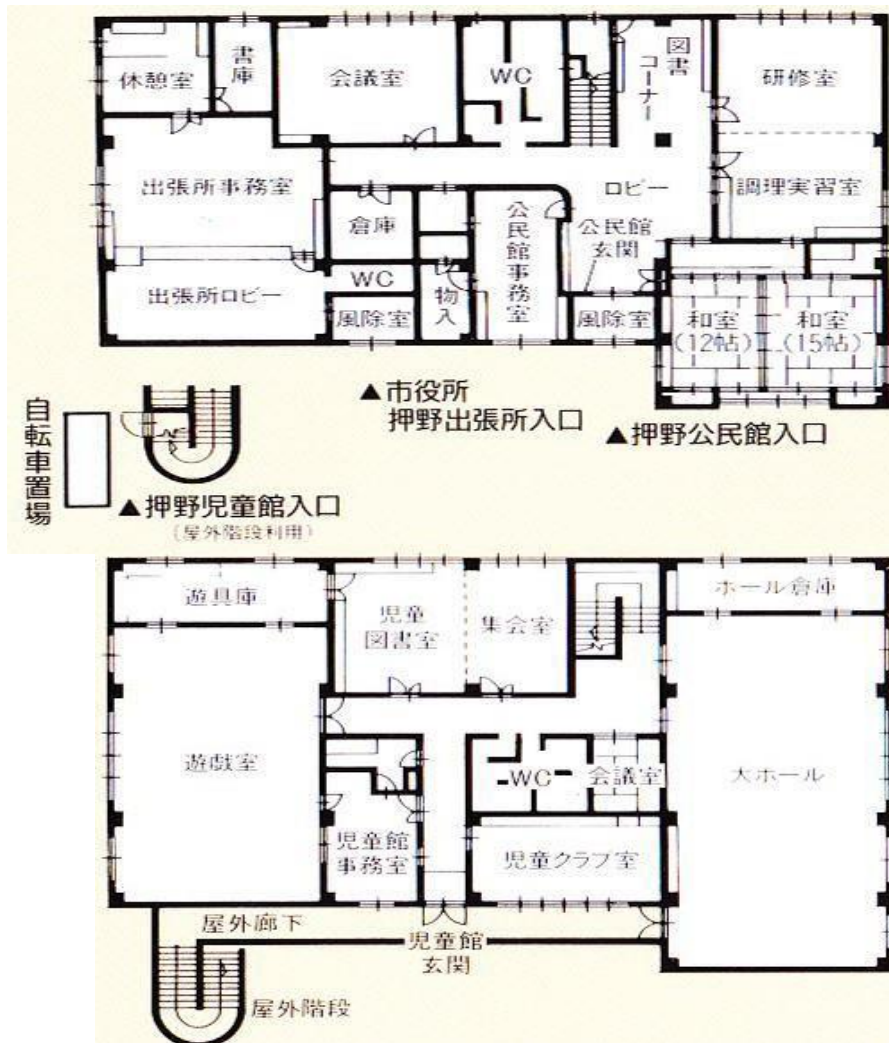 休憩室
書庫
会議室
WC
図書
コーナー
研修室
出張所事務室
倉庫
公民館事務室
ロビー
公民館
玄関
調理実習室
出張所ロビー
WC
風除室
物入
風除室
和室
(12帖)
和室
(15帖)
自転車置場
▲市役所
押野出張所入口
▲押野公民館入口
▲押野児童館入口
(屋外階段利用)
遊具庫
児童
図書室
集会室
ホール倉庫
遊戯室
WC
会議室
大ホール
児童館
事務室
児童クラブ室
屋外廊下
児童館
玄関
屋外階段